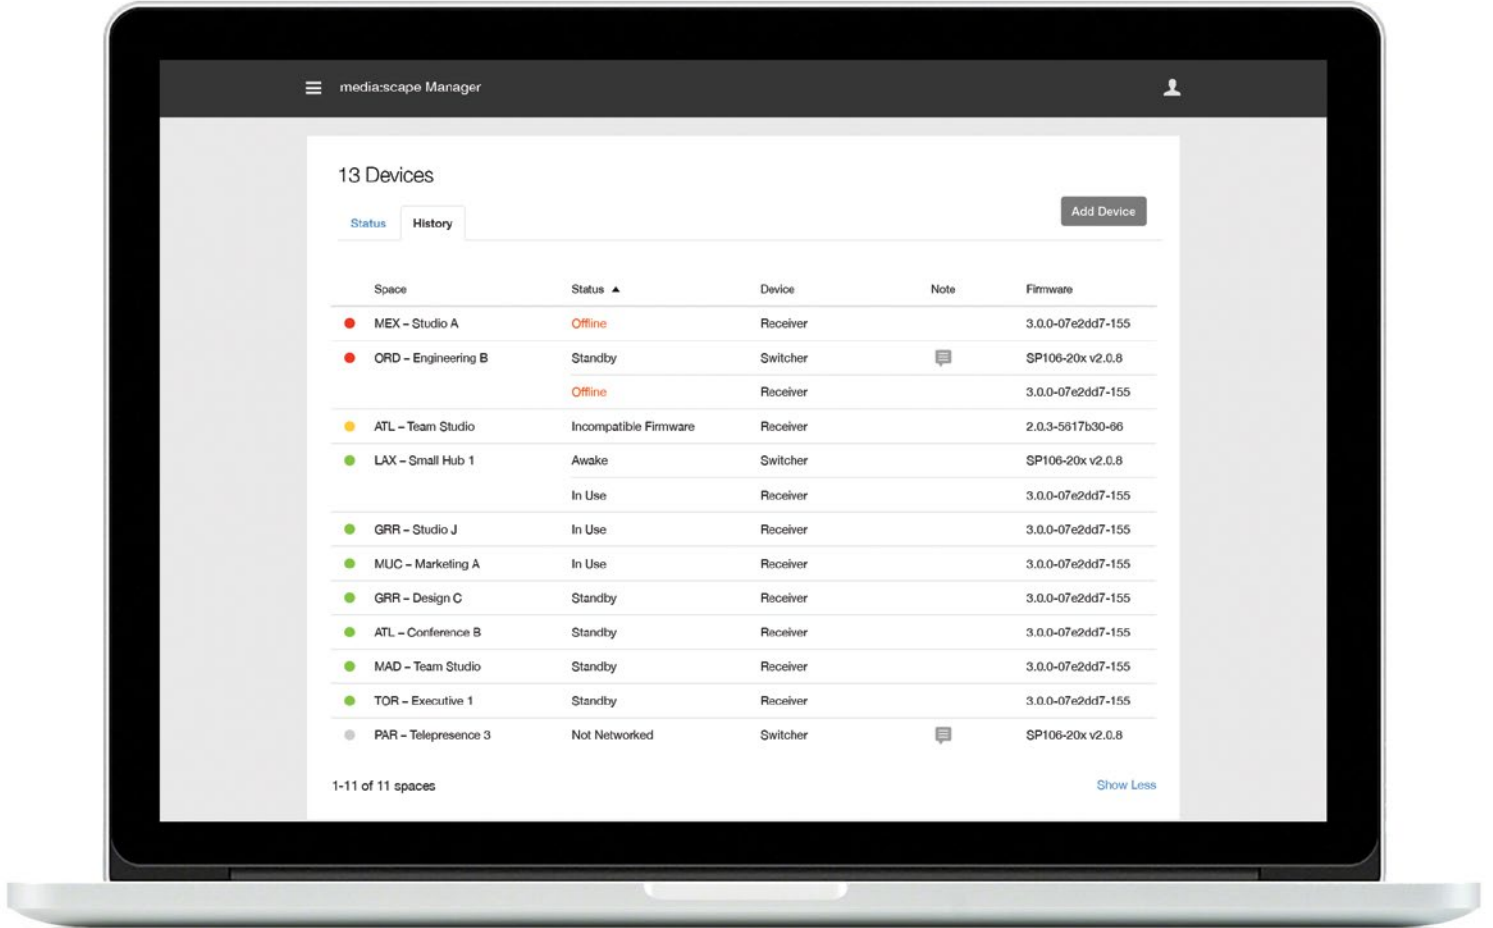 media:scape Manager
13 Devices
Status History Add Device
Space Status ▲ Device Note Firmware
MEX – Studio A Offline Receiver 3.0.0-07e2dd7-155
ORD – Engineering B Standby Switcher SP106-20x v2.0.8
Offline Receiver 3.0.0-07e2dd7-155
ATL – Team Studio Incompatible Firmware Receiver 2.0.3-5617b30-66
LAX – Small Hub 1 Awake Switcher SP106-20x v2.0.8
In Use Receiver 3.0.0-07e2dd7-155
GRR – Studio J In Use Receiver 3.0.0-07e2dd7-155
MUC – Marketing A In Use Receiver 3.0.0-07e2dd7-155
GRR – Design C Standby Receiver 3.0.0-07e2dd7-155
ATL – Conference B Standby Receiver 3.0.0-07e2dd7-155
MAD – Team Studio Standby Receiver 3.0.0-07e2dd7-155
TOR – Executive 1 Standby Receiver 3.0.0-07e2dd7-155
PAR – Telepresence 3 Not Networked Switcher SP106-20x v2.0.8
1-11 of 11 spaces Show Less